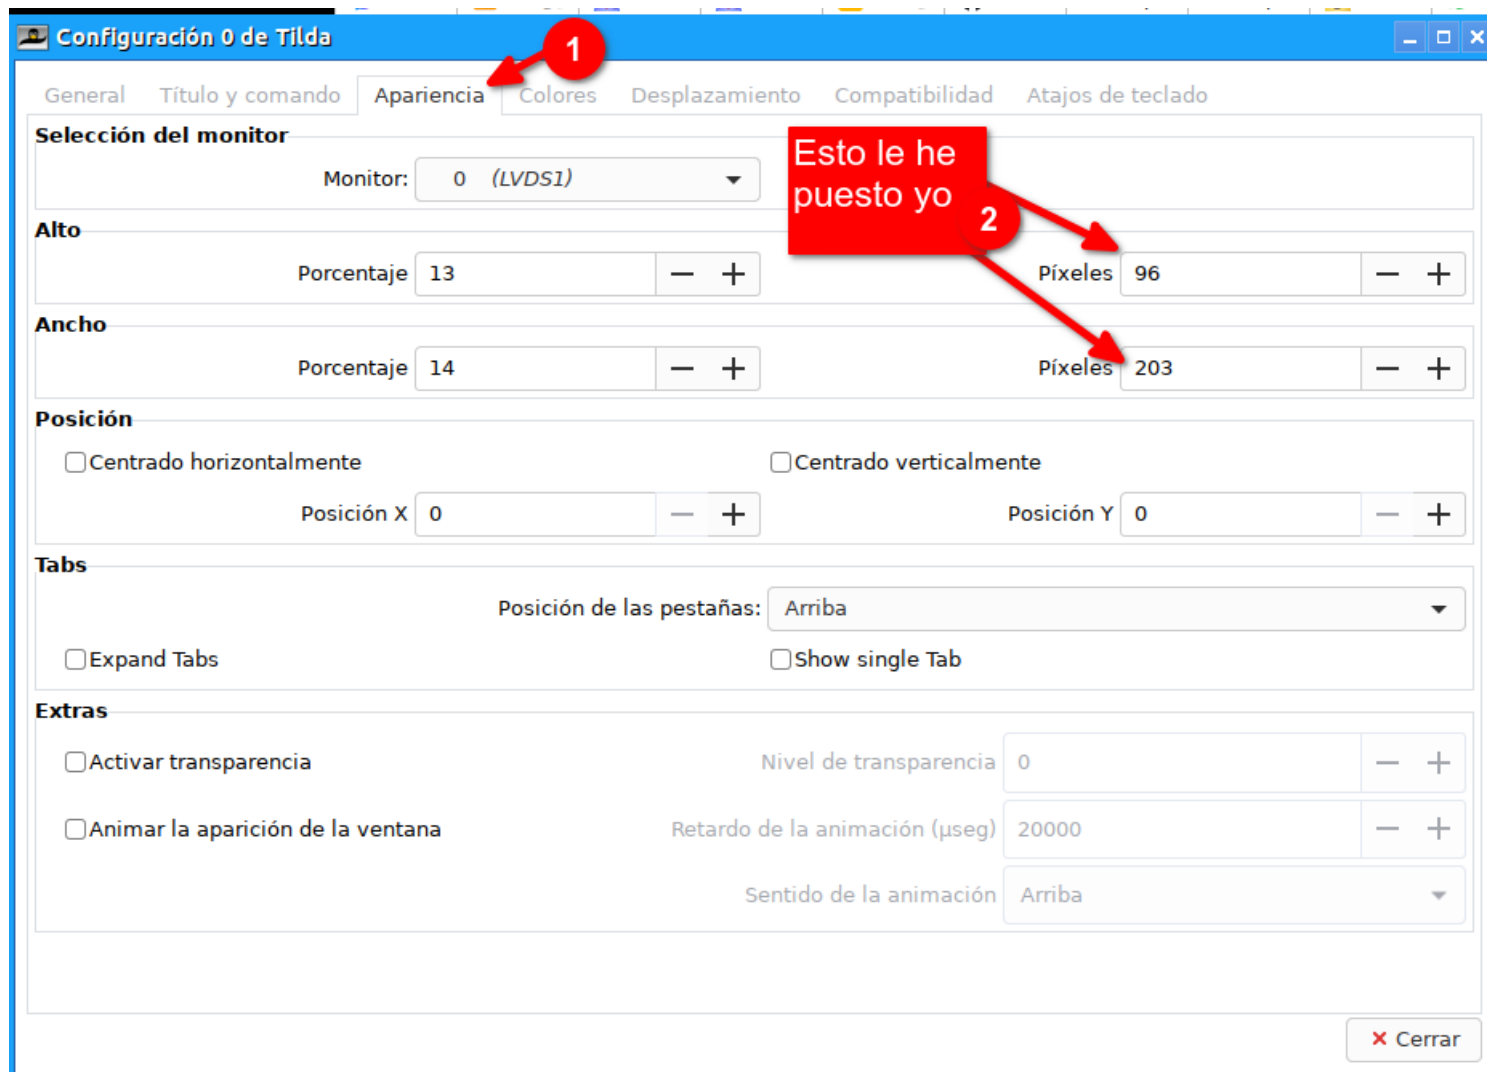 Configuración 0 de Tilda
1
General Título y comando Apariencia Colores Desplazamiento Compatibilidad Atajos de teclado
Selección del monitor
Monitor: 0 (LVDS1)
Esto le he
puesto yo
2
Alto
Porcentaje 13 Píxeles 96
Ancho
Porcentaje 14 Píxeles 203
Posición
Centrado horizontalmente Centrado verticalmente
Posición X 0 Posición Y 0
Tabs
Posición de las pestañas: Arriba
Expand Tabs Show single Tab
Extras
Activar transparencia Nivel de transparencia 0
Animar la aparición de la ventana Retardo de la animación (µseg) 20000
Sentido de la animación Arriba
Cerrar